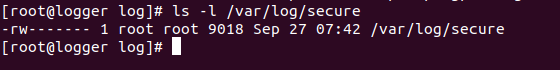 [root@logger log]# ls -l /var/log/secure
-rw------- 1 root root 9018 Sep 27 07:42 /var/log/secure
[root@logger log]#